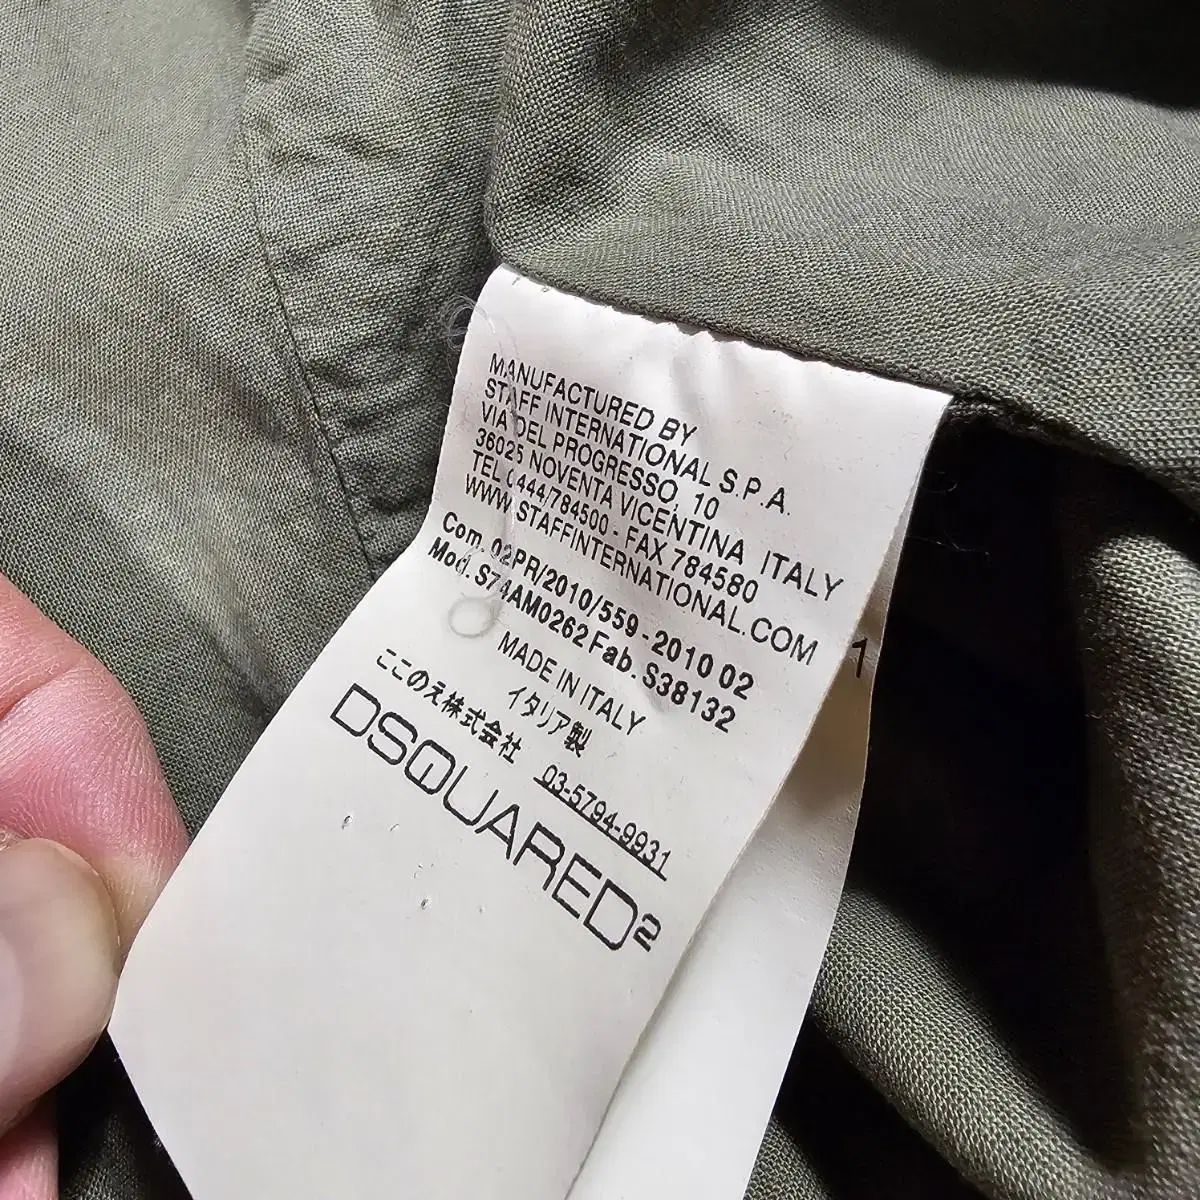 MANUFACTURED BY
STAFF INTERNATIONAL S.P.A.
VIA DEL PROGRESSO, 10
36025 NOVENTA VICENTINA ITALY
TEL 0444/784500 - FAX 784580
WWW.STAFFINTERNATIONAL.COM
Com. 02PR/2010/559 - 2010 02
Mod. S74AM0262 Fab. S38132
MADE IN ITALY
イタリア製
ここのえ株式会社 03-5794-9931
DSQUARED2
1